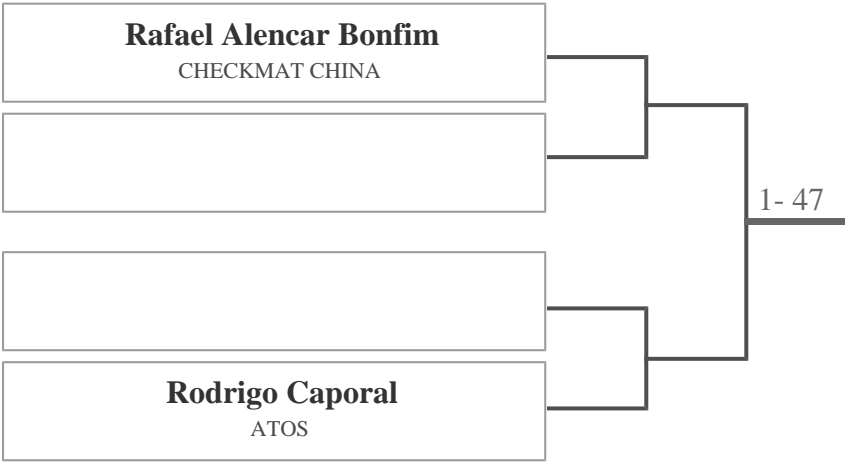 Rafael Alencar Bonfim
CHECKMAT CHINA
1- 47
Rodrigo Caporal
ATOS